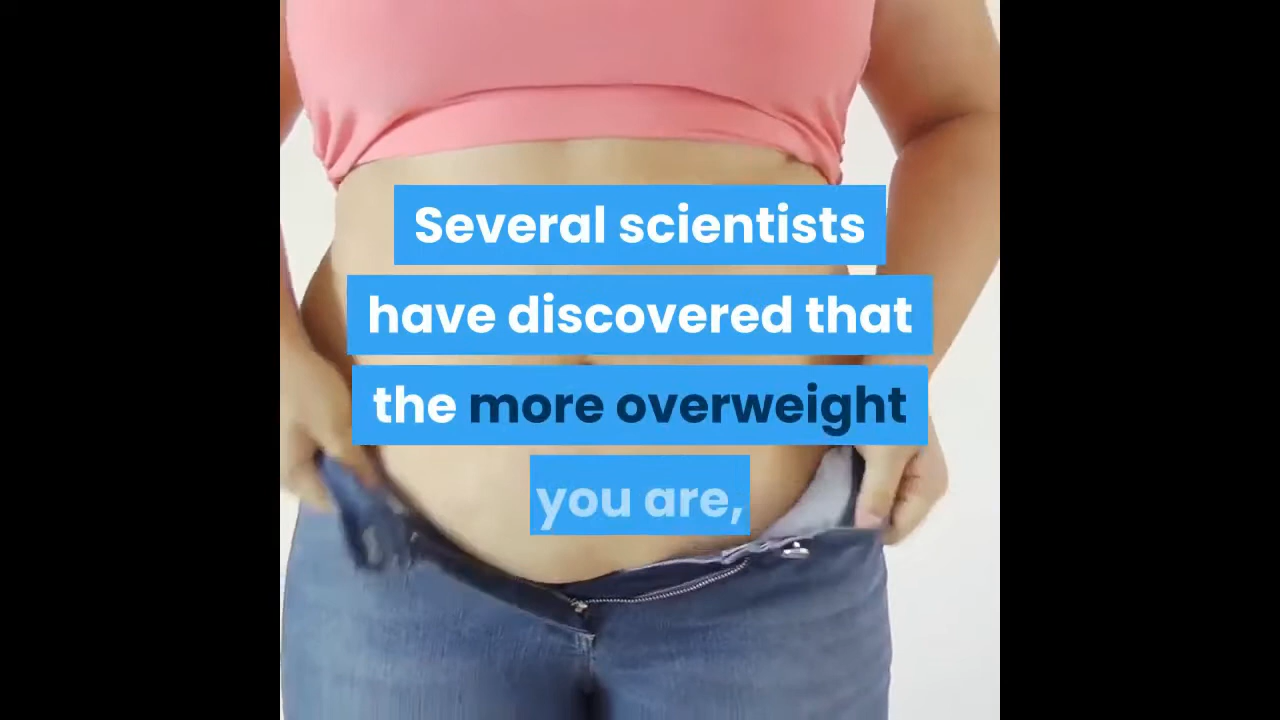 Several scientists
have discovered that
the more overweight
you are,